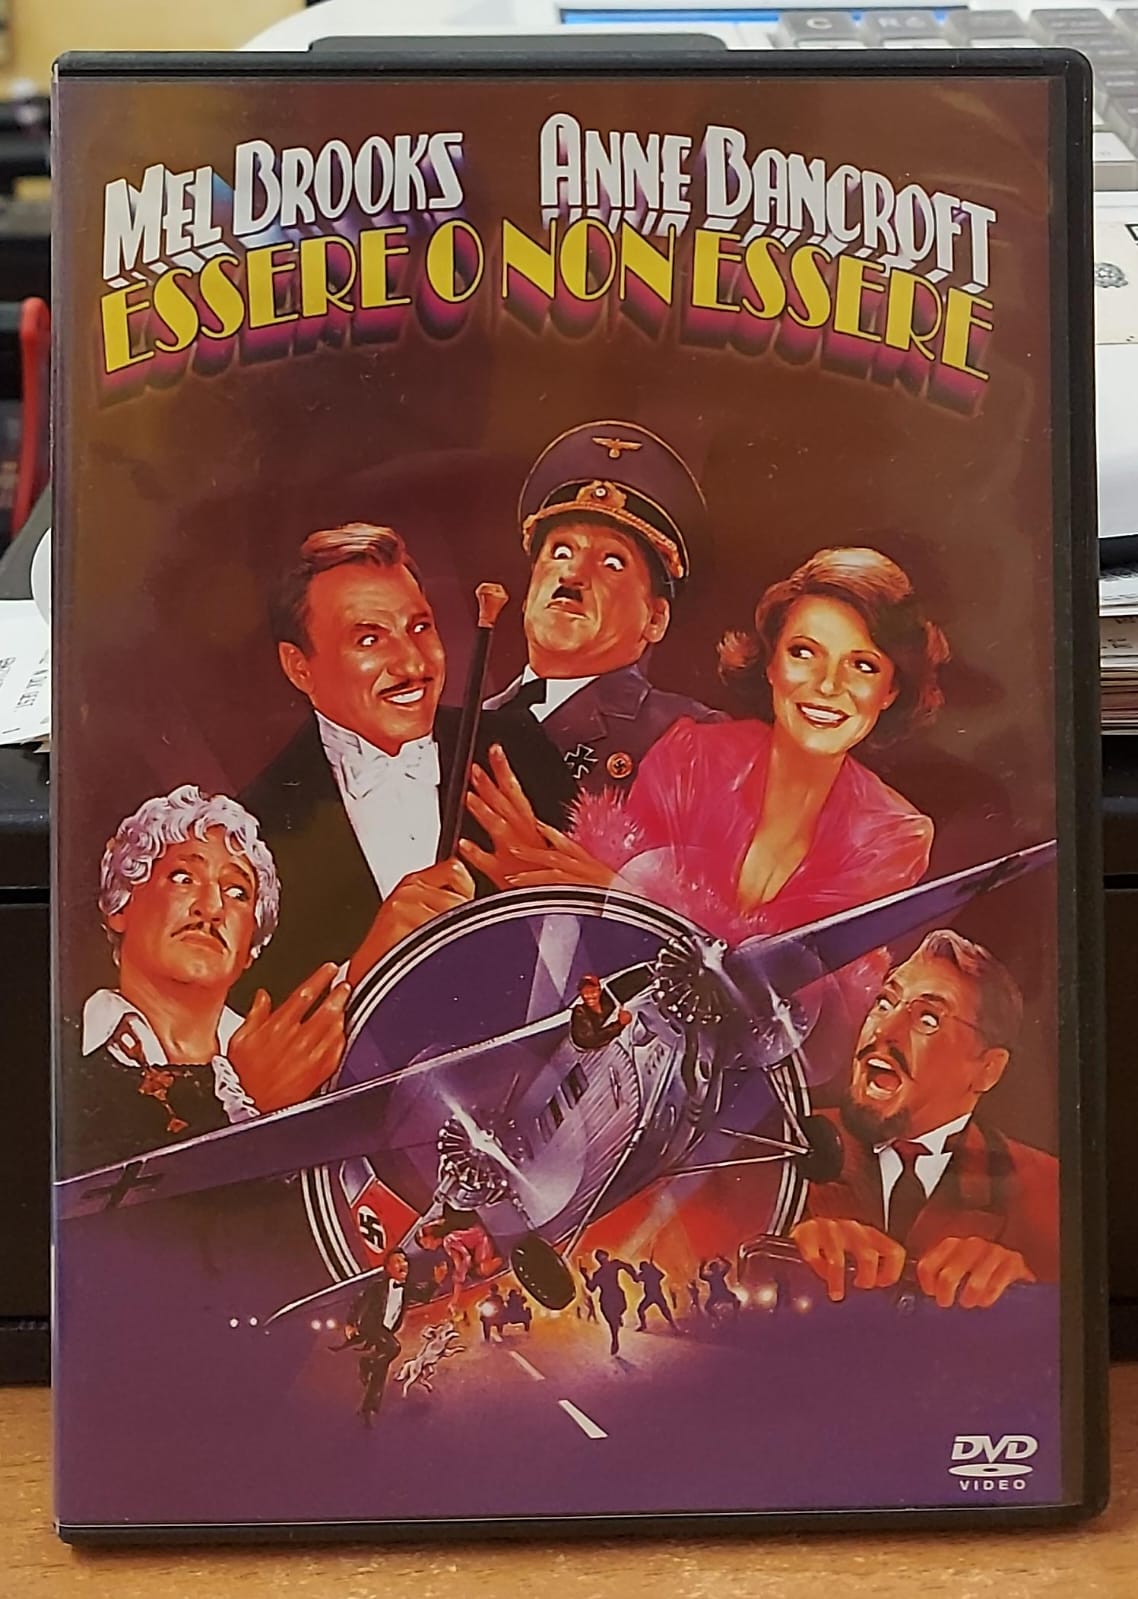 MEL BROOKS ANNE BANCROFT
ESSERE O NON ESSERE
DVD
VIDEO